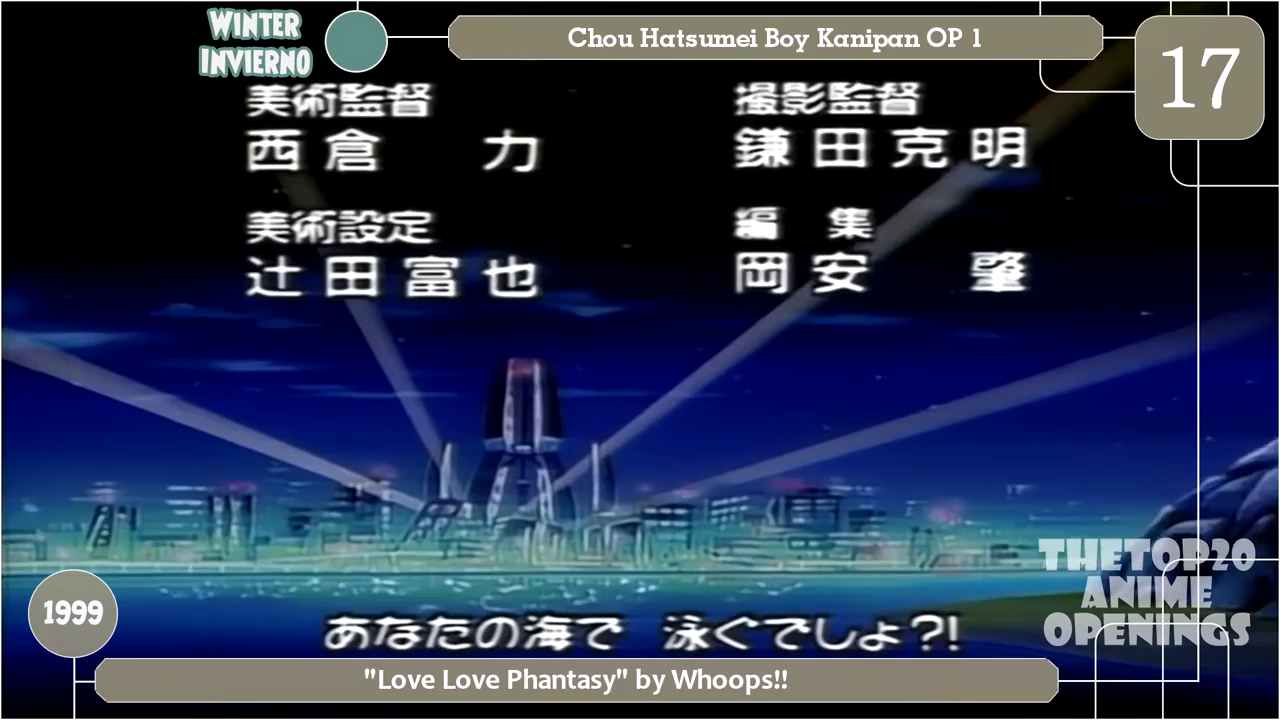 WINTER
INVIERNO
Chou Hatsumei Boy Kanipan OP 1
17
美術監督
西倉 力
撮影監督
鎌田克明
美術設定
辻田富也
編集
岡安 肇
1999
あなたの海で 泳ぐでしょ?!
THETOP20
ANIME
OPENINGS
"Love Love Phantasy" by Whoops!!